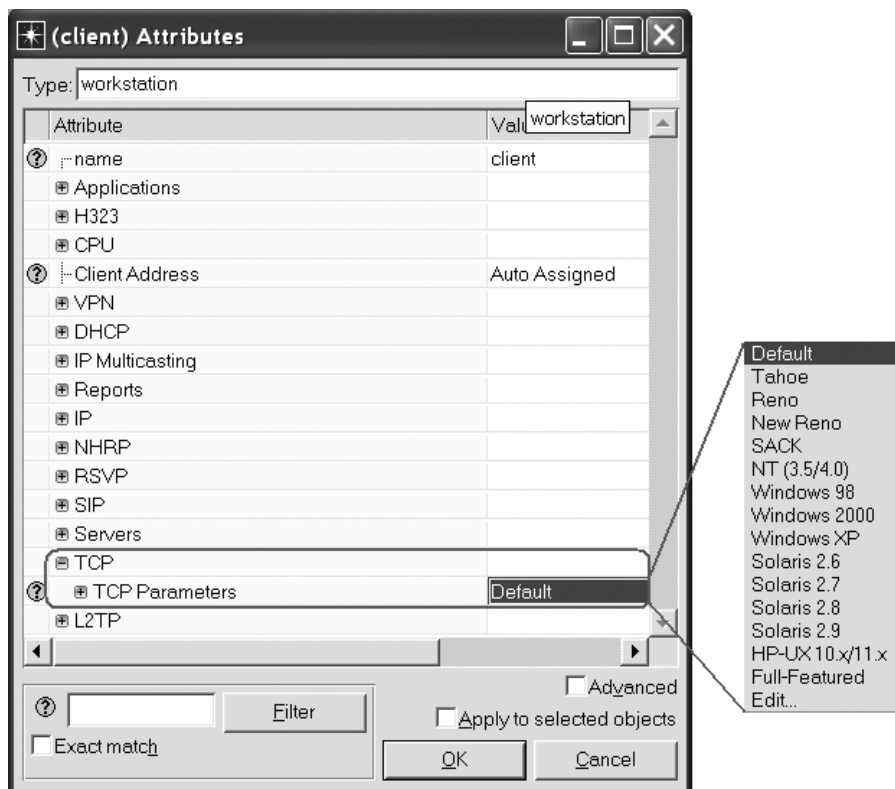 (client) Attributes
Type: workstation
Attribute Valu workstation
name client
Applications
H323
CPU
Client Address Auto Assigned
VPN
DHCP
IP Multicasting
Reports
IP
NHRP
RSVP
SIP
Servers
TCP
TCP Parameters Default
L2TP
Advanced
Filter
Apply to selected objects
Exact match
OK Cancel
Default
Tahoe
Reno
New Reno
SACK
NT (3.5/4.0)
Windows 98
Windows 2000
Windows XP
Solaris 2.6
Solaris 2.7
Solaris 2.8
Solaris 2.9
HP-UX 10.x/11.x
Full-Featured
Edit...